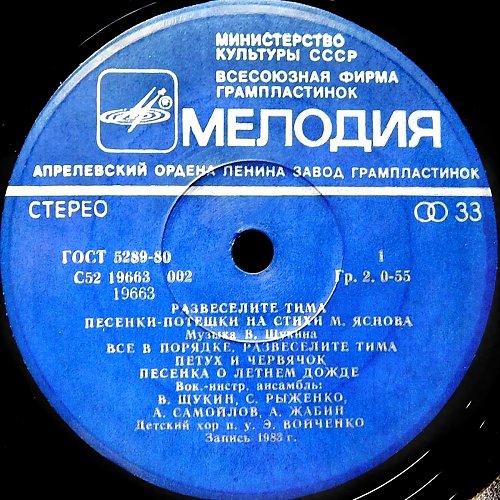 МИНИСТЕРСТВО
КУЛЬТУРЫ СССР
ВСЕСОЮЗНАЯ ФИРМА
ГРАМПЛАСТИНОК
МЕЛОДИЯ
АПРЕЛЕВСКИЙ ОРДЕНА ЛЕНИНА ЗАВОД ГРАМПЛАСТИНОК
СТЕРЕО 33
ГОСТ 5289-80 1
С52 19663 002 Гр. 2. 0-55
19663
РАЗВЕСЕЛИТЕ ТИМА
ПЕСЕНКИ-ПОТЕШКИ НА СТИХИ М. ЯСНОВА
Музыка В. Щукина
ВСЕ В ПОРЯДКЕ, РАЗВЕСЕЛИТЕ ТИМА
ПЕТУХ И ЧЕРВЯЧОК
ПЕСЕНКА О ЛЕТНЕМ ДОЖДЕ
Вок.-инстр, ансамбль:
В. ЩУКИН, С. РЫЖЕНКО,
А. САМОЙЛОВ, А. ЖАБИН
Детский хор п. у. Э. ВОЙЧЕНКО
Запись 1983 г.